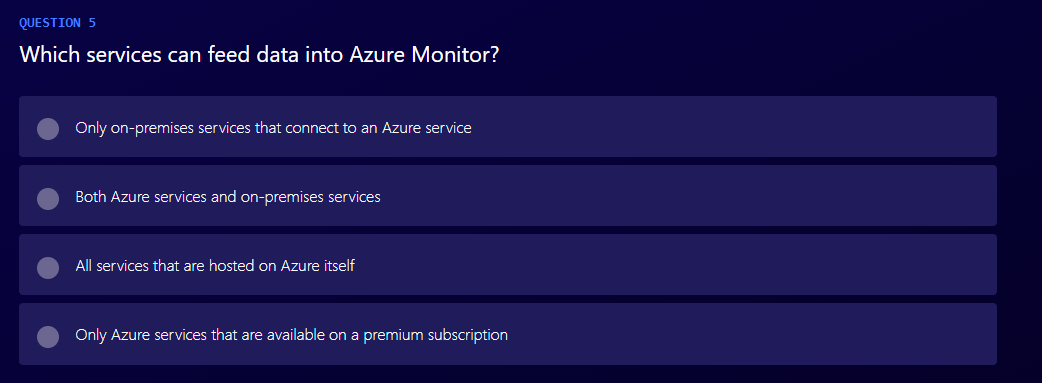 QUESTION 5
Which services can feed data into Azure Monitor?
Only on-premises services that connect to an Azure service
Both Azure services and on-premises services
All services that are hosted on Azure itself
Only Azure services that are available on a premium subscription